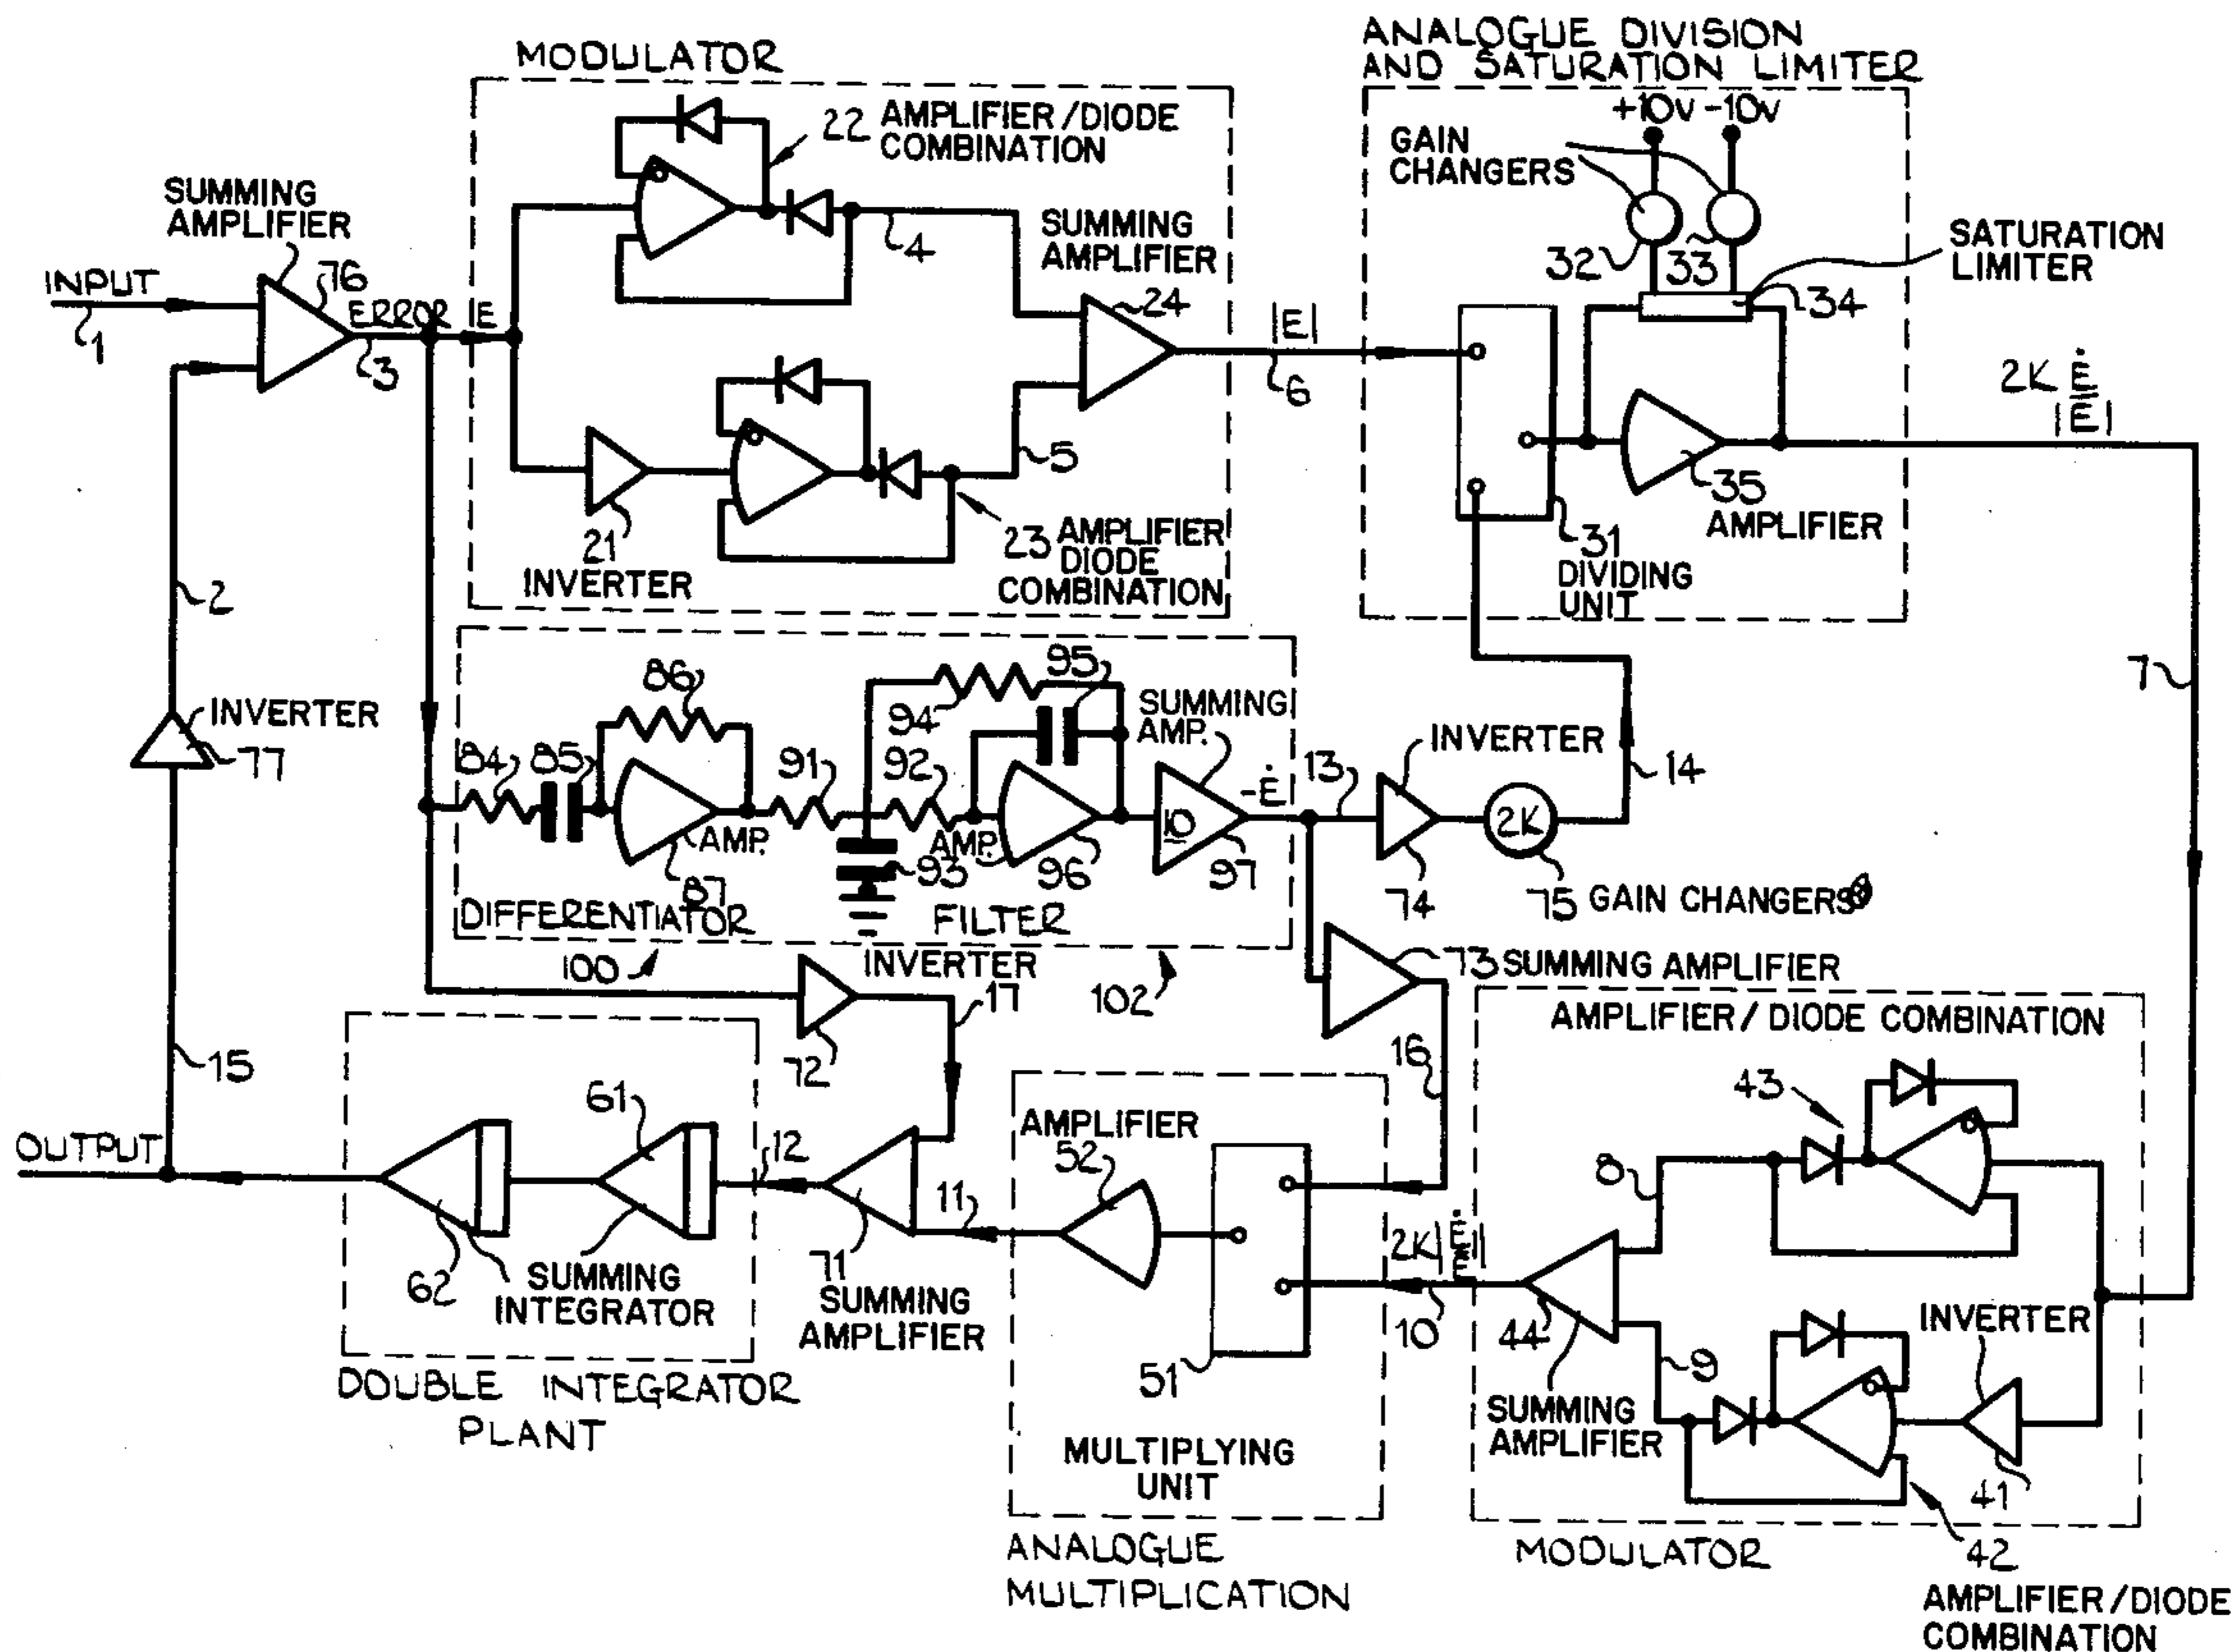 MODULATOR
ANALOGUE DIVISION
AND SATURATION LIMITER
+10V -10V
22 AMPLIFIER/DIODE
COMBINATION
GAIN
CHANGERS
SUMMING
AMPLIFIER
76
INPUT
1
ERROR
3
E
4
SUMMING
AMPLIFIER
24
|E|
6
32
33
SATURATION
LIMITER
34
2K Ė
|E|
5
35
AMPLIFIER
21
INVERTER
23 AMPLIFIER
DIODE
COMBINATION
31
DIVIDING
UNIT
2
7
INVERTER
77
86
95
94
SUMMING
AMP.
84
85
91
92
-Ė
13
INVERTER
14
AMP.
87
93
AMP.
96
10
97
74
2K
75 GAIN CHANGERS
DIFFERENTIATOR
FILTER
100
102
INVERTER
17
72
73 SUMMING AMPLIFIER
16
AMPLIFIER/DIODE COMBINATION
43
15
61
12
AMPLIFIER
52
8
OUTPUT
62
SUMMING
INTEGRATOR
71
SUMMING
AMPLIFIER
11
2K|Ė|
E
10
44
51
9
INVERTER
DOUBLE INTEGRATOR
PLANT
MULTIPLYING
UNIT
SUMMING
AMPLIFIER
41
ANALOGUE
MULTIPLICATION
MODULATOR
42
AMPLIFIER/DIODE
COMBINATION